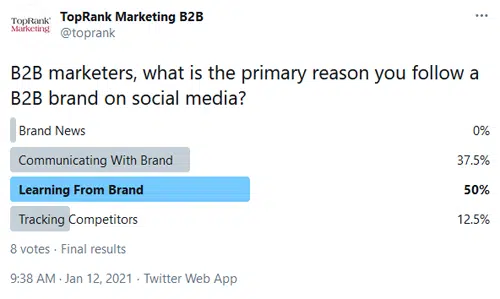 TopRank Marketing
TopRank Marketing B2B
@toprank
B2B marketers, what is the primary reason you follow a
B2B brand on social media?
Brand News 0%
Communicating With Brand 37.5%
Learning From Brand 50%
Tracking Competitors 12.5%
8 votes · Final results
9:38 AM · Jan 12, 2021 · Twitter Web App